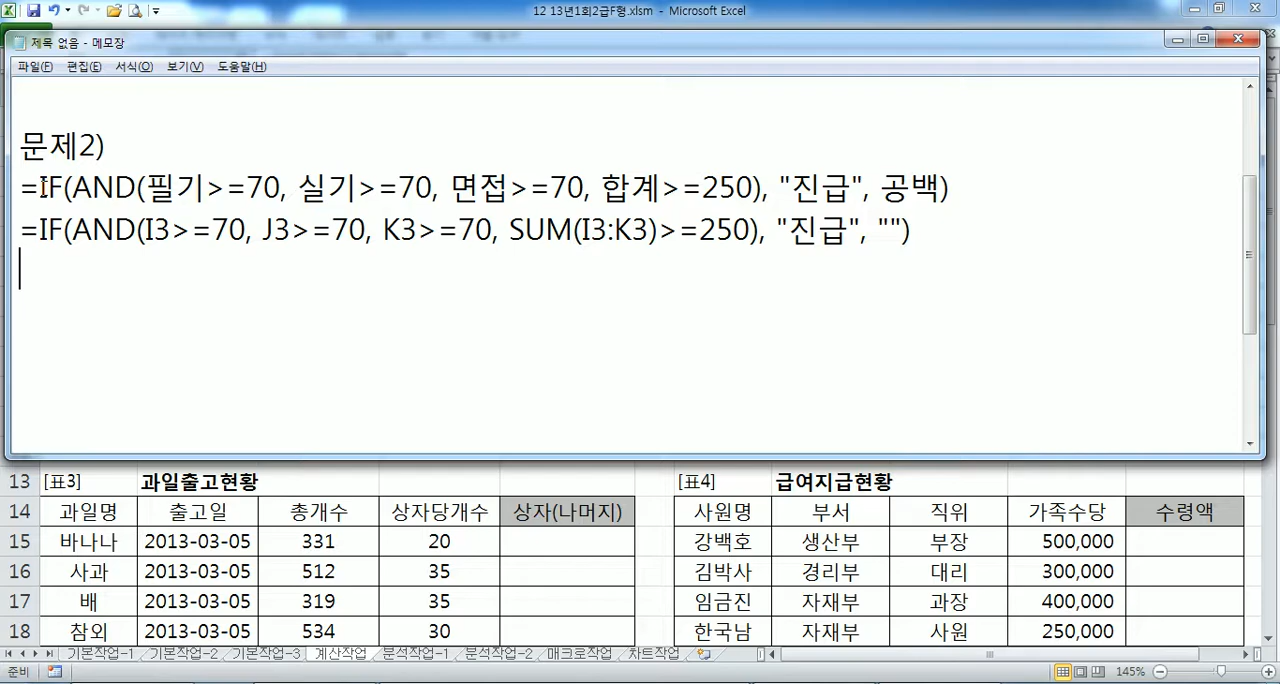 12 13년1회2급F형.xlsm - Microsoft Excel
제목 없음 - 메모장
파일(F) 편집(E) 서식(O) 보기(V) 도움말(H)
문제2)
=IF(AND(필기>=70, 실기>=70, 면접>=70, 합계>=250), "진급", 공백)
=IF(AND(I3>=70, J3>=70, K3>=70, SUM(I3:K3)>=250), "진급", "")
13 [표3] 과일출고현황 [표4] 급여지급현황
14 과일명 출고일 총개수 상자당개수 상자(나머지) 사원명 부서 직위 가족수당 수령액
15 바나나 2013-03-05 331 20 강백호 생산부 부장 500,000
16 사과 2013-03-05 512 35 김박사 경리부 대리 300,000
17 배 2013-03-05 319 35 임금진 자재부 과장 400,000
18 참외 2013-03-05 534 30 한국남 자재부 사원 250,000
기본작업-1 기본작업-2 기본작업-3 계산작업 분석작업-1 분석작업-2 매크로작업 차트작업
준비 145%